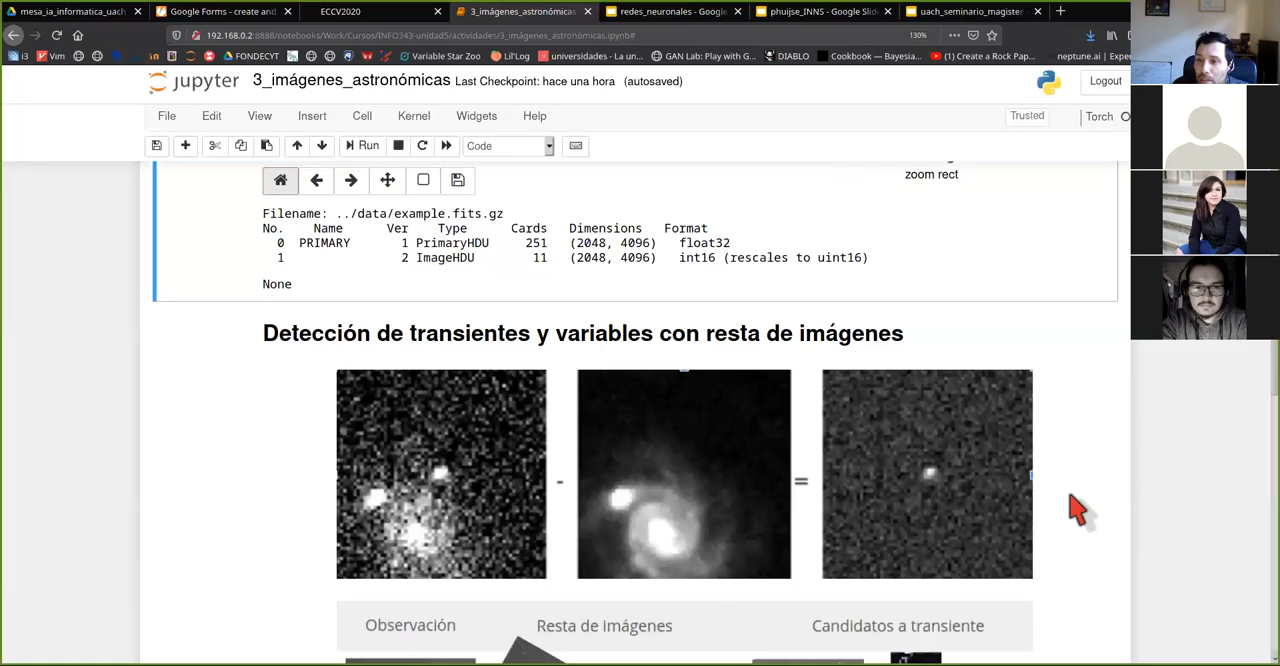 mesa_ia_informatica_uach
Google Forms - create and
ECCV2020
3_imágenes_astronómicas
redes_neuronales - Google
phuijse_INNS - Google Slid
uach_seminario_magister
192.168.0.2:8888/notebooks/Work/Cursos/INFO343-unidad5/actividades/3_imágenes_astronómicas.ipynb#
130%
i3
Vim
in
FONDECYT
Variable Star Zoo
Lil'Log
universidades - La un...
GAN Lab: Play with G...
DIABLO
Cookbook — Bayesia...
(1) Create a Rock Pap...
neptune.ai | Exper
jupyter
3_imágenes_astronómicas
Last Checkpoint: hace una hora
(autosaved)
Logout
File
Edit
View
Insert
Cell
Kernel
Widgets
Help
Trusted
Torch
Run
Code
zoom rect
Filename: ../data/example.fits.gz
No. Name Ver Type Cards Dimensions Format
0 PRIMARY 1 PrimaryHDU 251 (2048, 4096) float32
1 2 ImageHDU 11 (2048, 4096) int16 (rescales to uint16)
None
Detección de transientes y variables con resta de imágenes
- =
Observación
Resta de imágenes
Candidatos a transiente